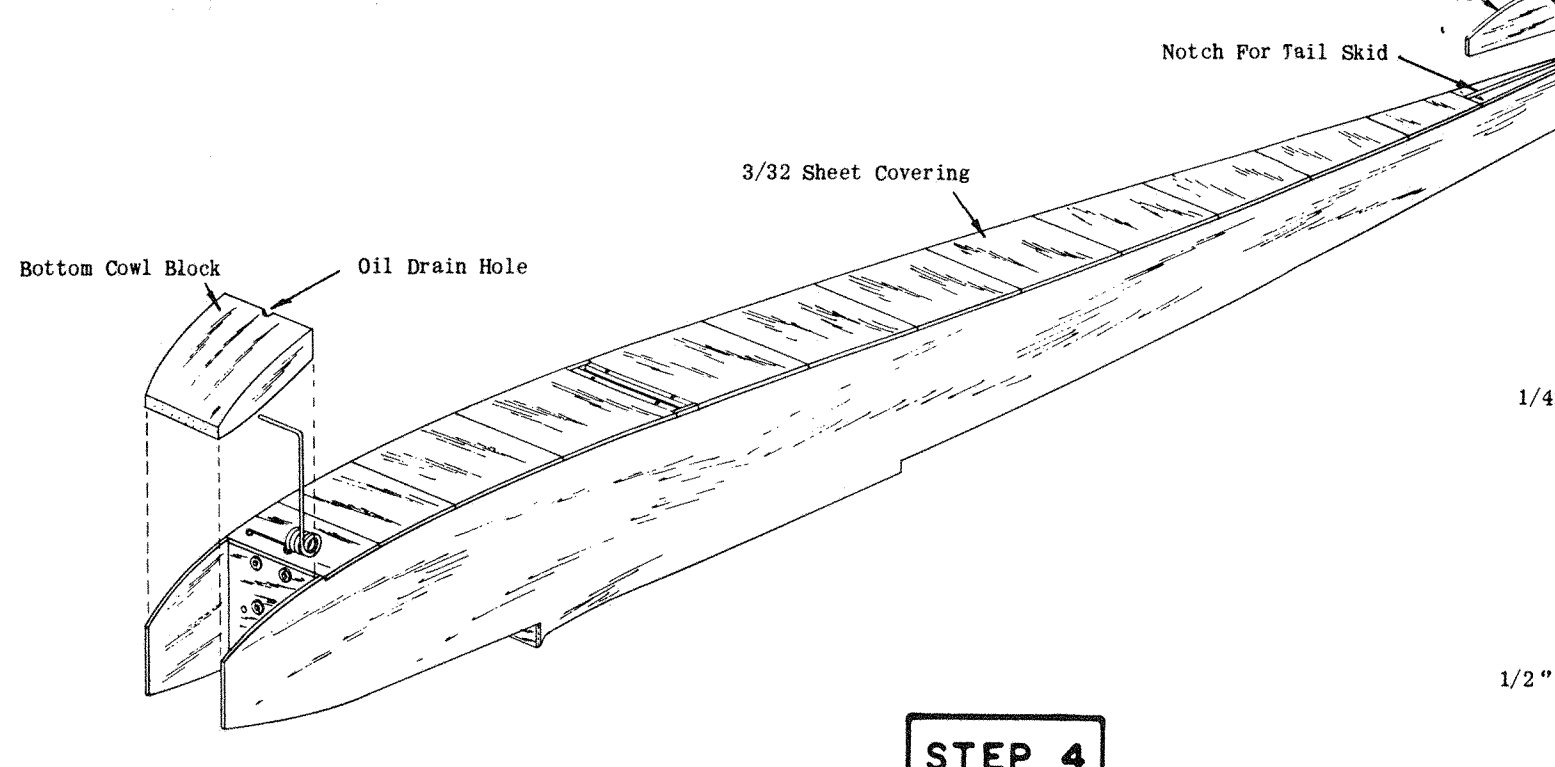 Notch For Tail Skid
3/32 Sheet Covering
Bottom Cowl Block
Oil Drain Hole
1/4
1/2 "
STEP 4